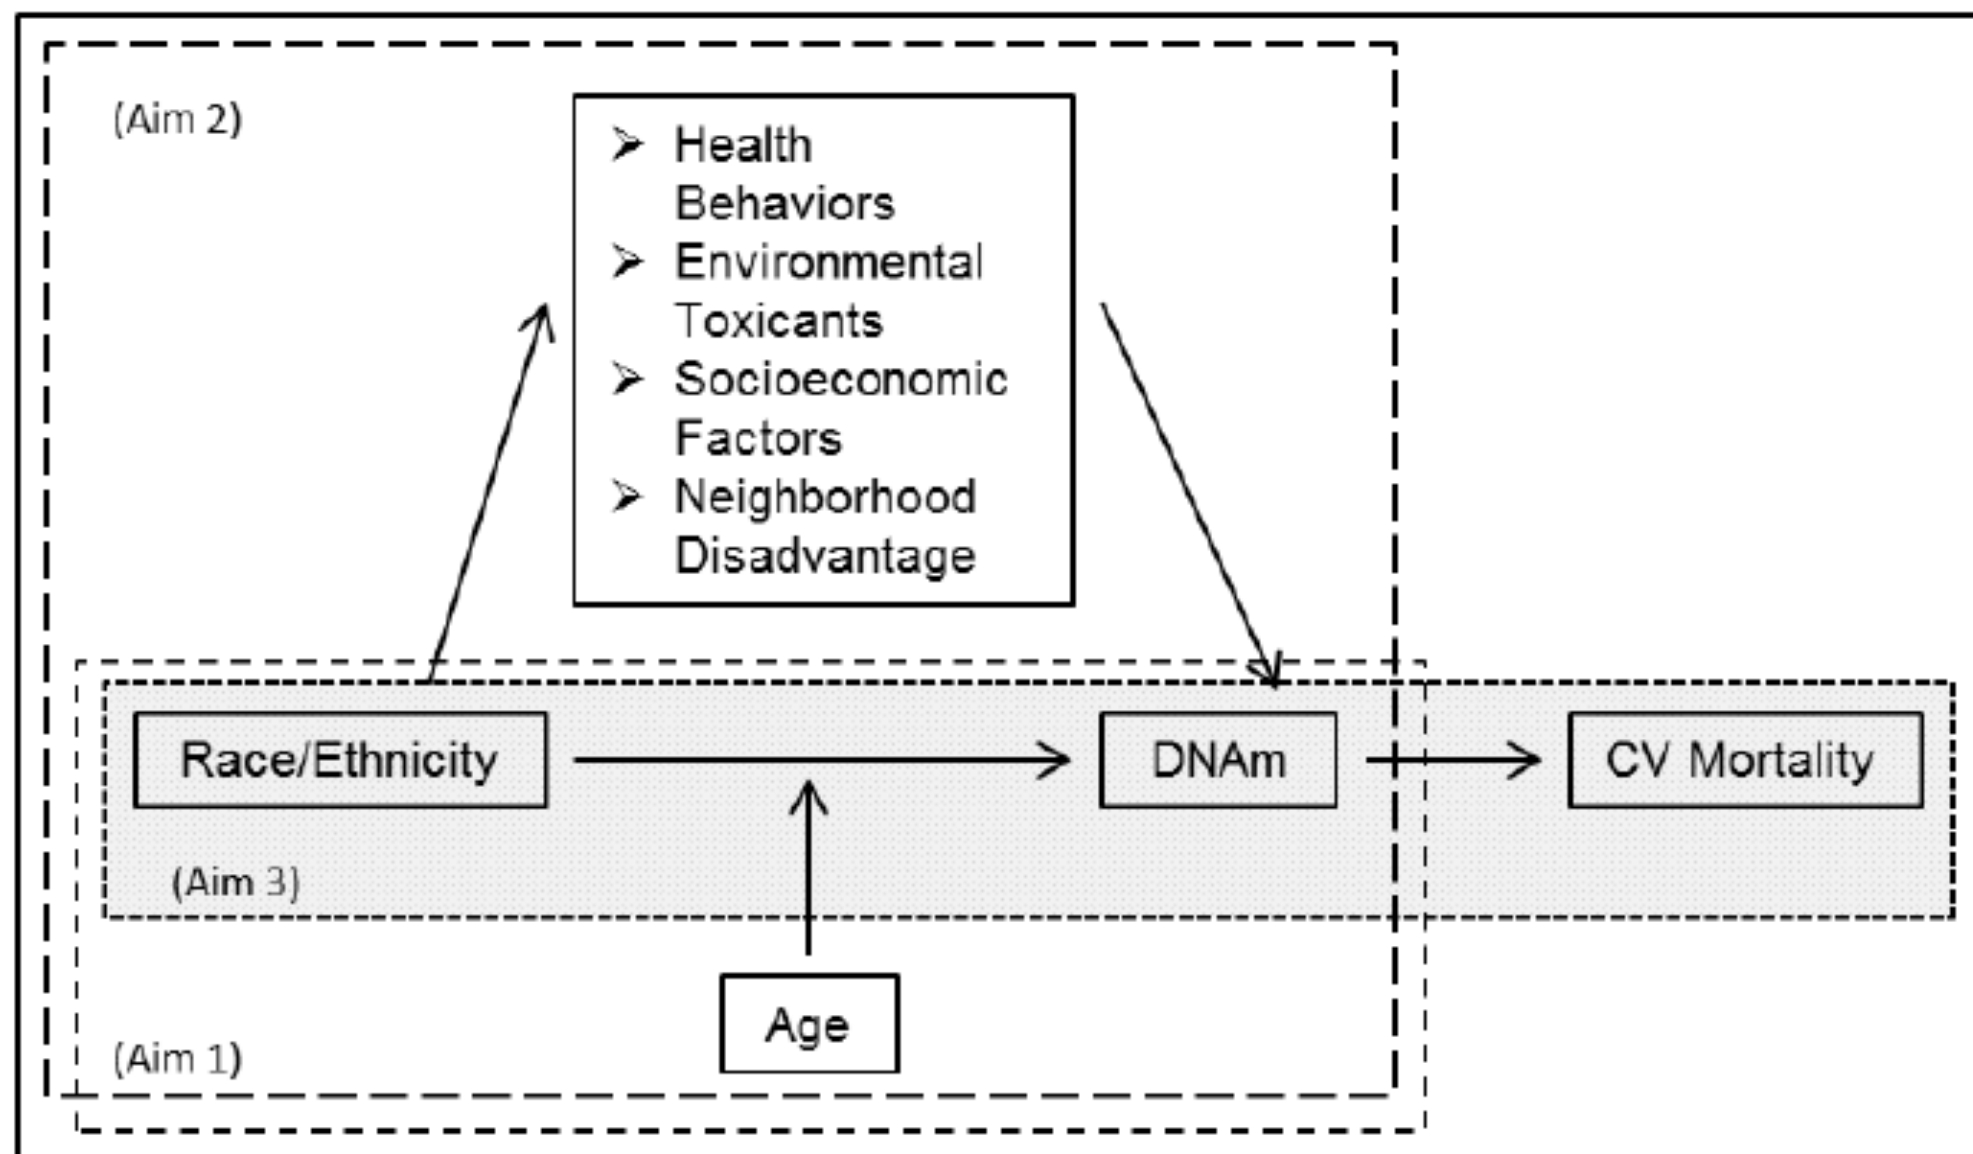 (Aim 2)
➢ Health
Behaviors
➢ Environmental
Toxicants
➢ Socioeconomic
Factors
➢ Neighborhood
Disadvantage
Race/Ethnicity
DNAm
CV Mortality
(Aim 3)
Age
(Aim 1)